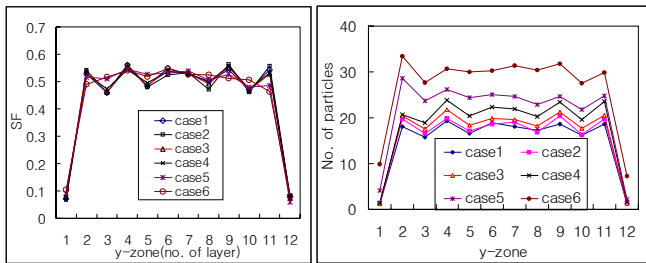 SF
0.7
0.6
0.5
0.4
0.3
0.2
0.1
0
case1
case2
case3
case4
case5
case6
1 2 3 4 5 6 7 8 9 10 11 12
y-zone(no. of layer)
No. of particles
40
30
20
10
0
case1 case2
case3 case4
case5 case6
1 2 3 4 5 6 7 8 9 10 11 12
y-zone